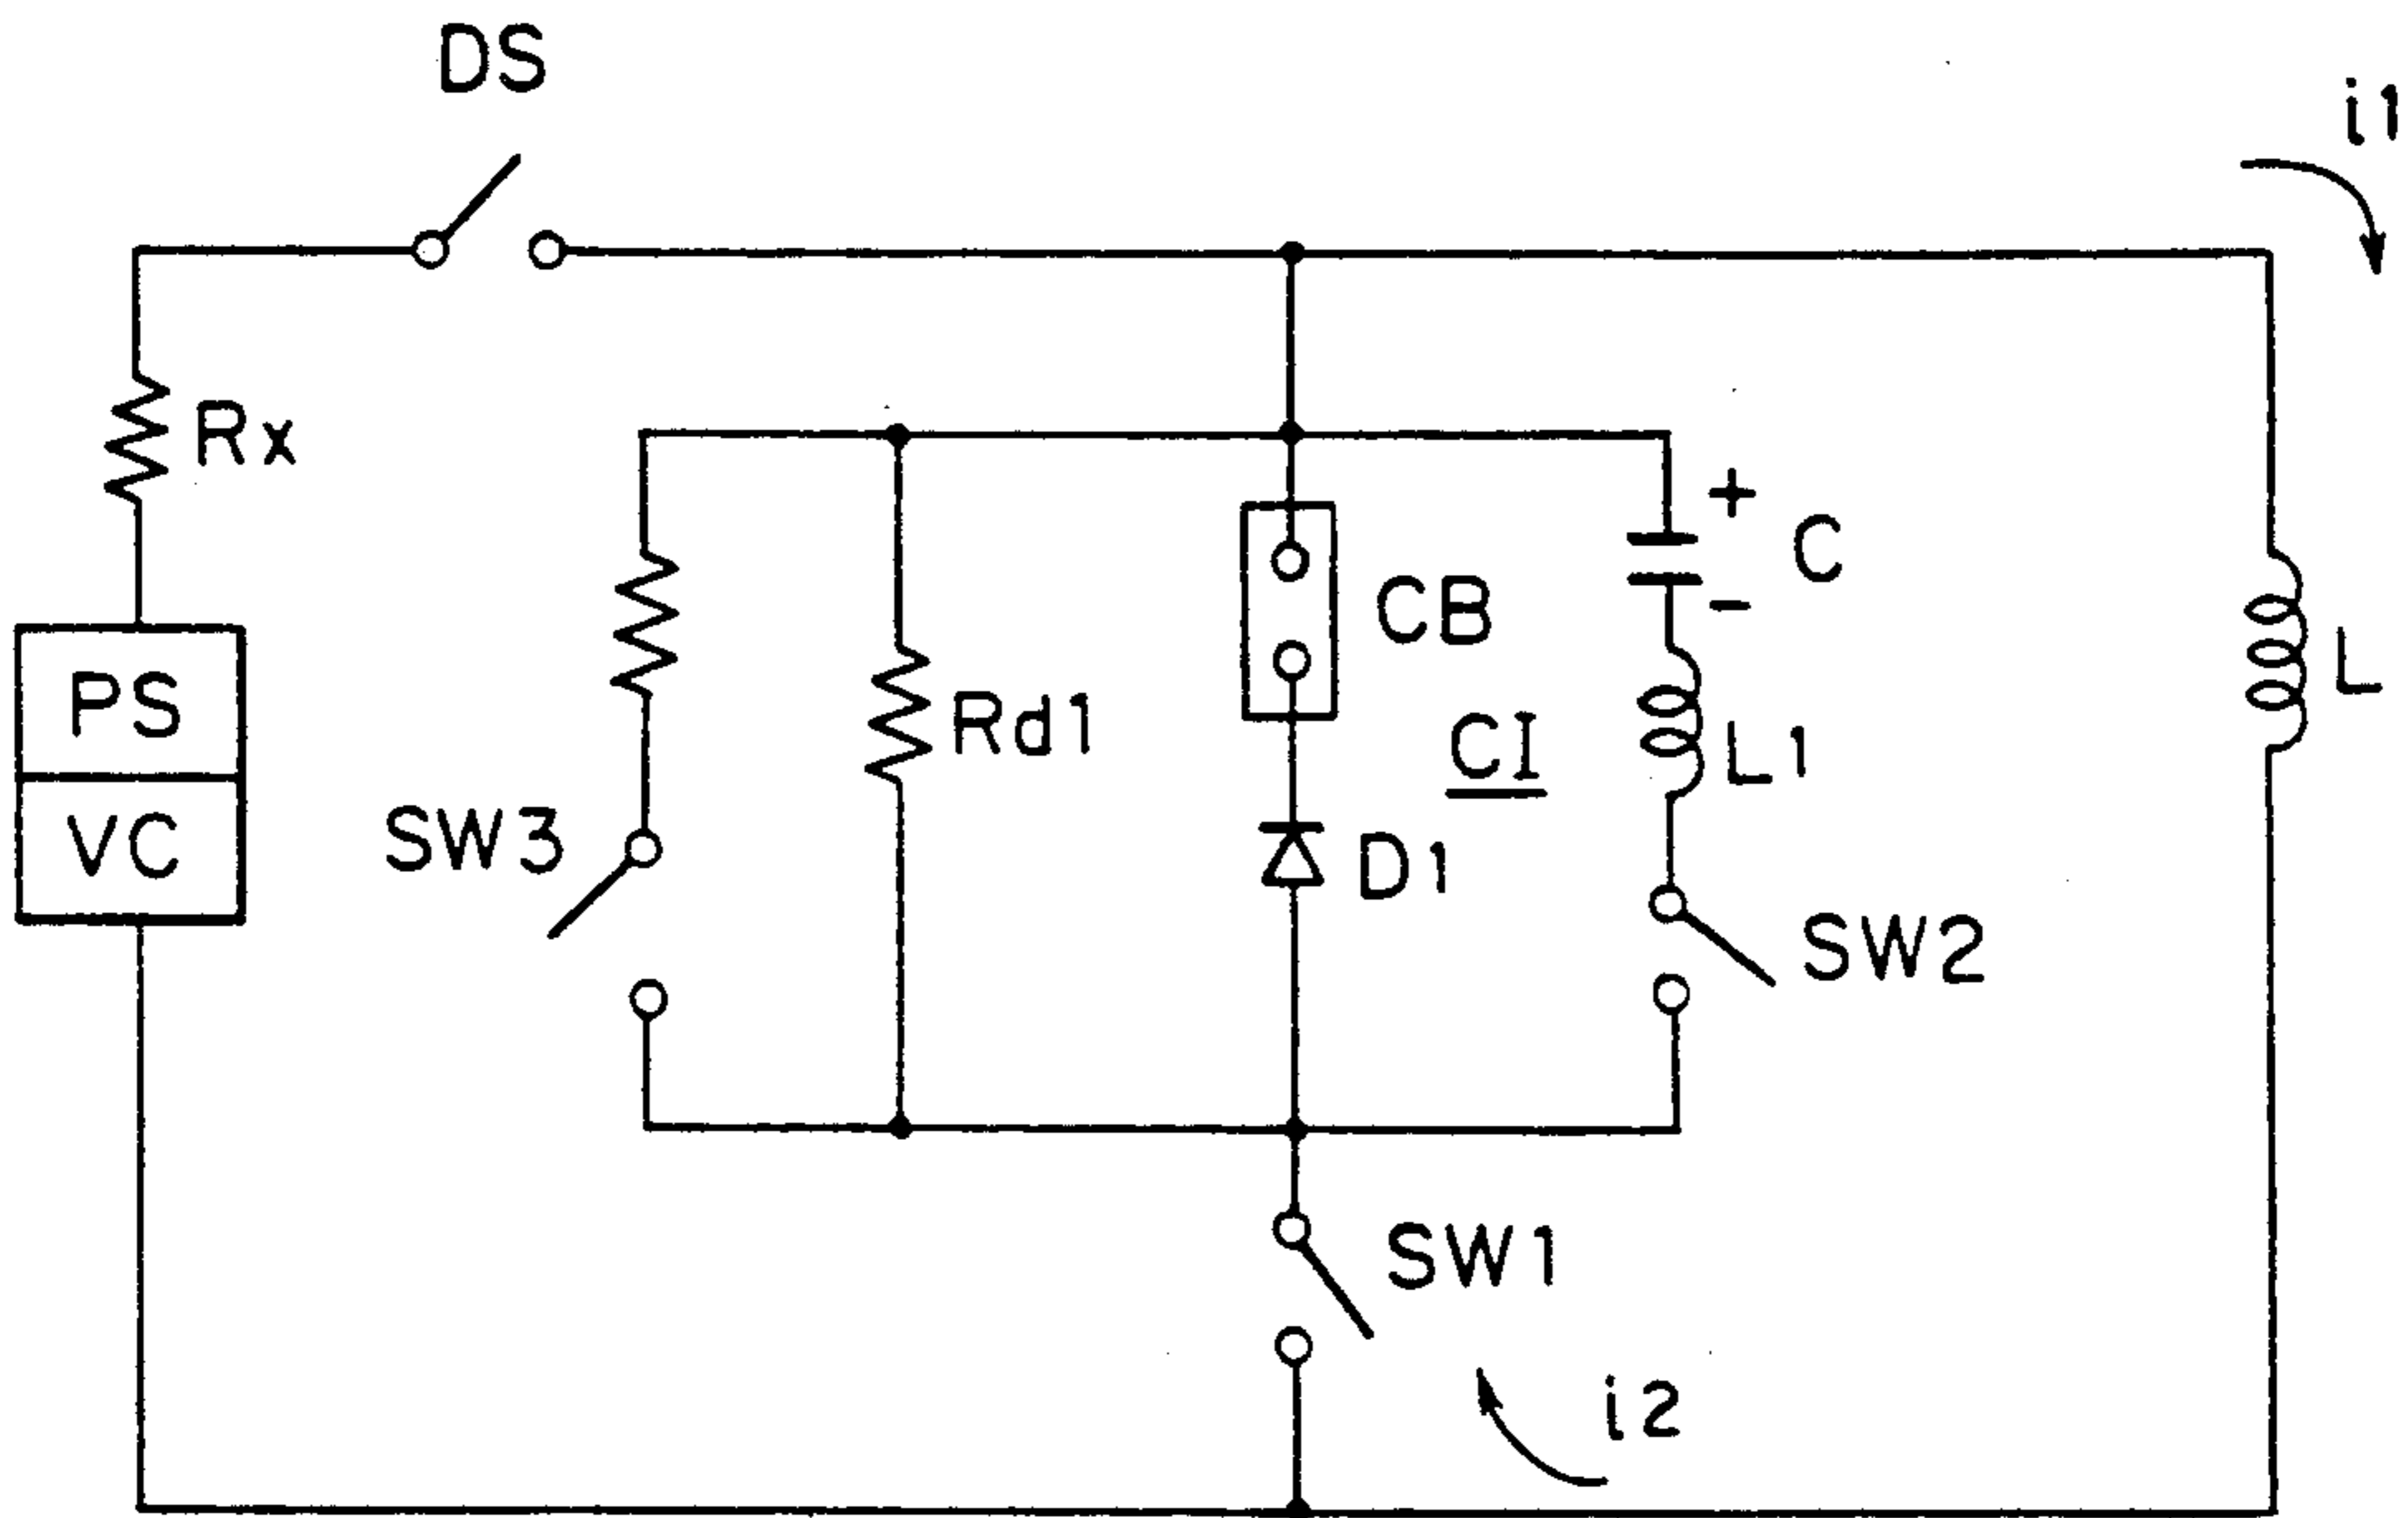 DS
i1
Rx
+
C
-
CB
PS
L
Rd1
CI
L1
VC
SW3
D1
SW2
SW1
i2